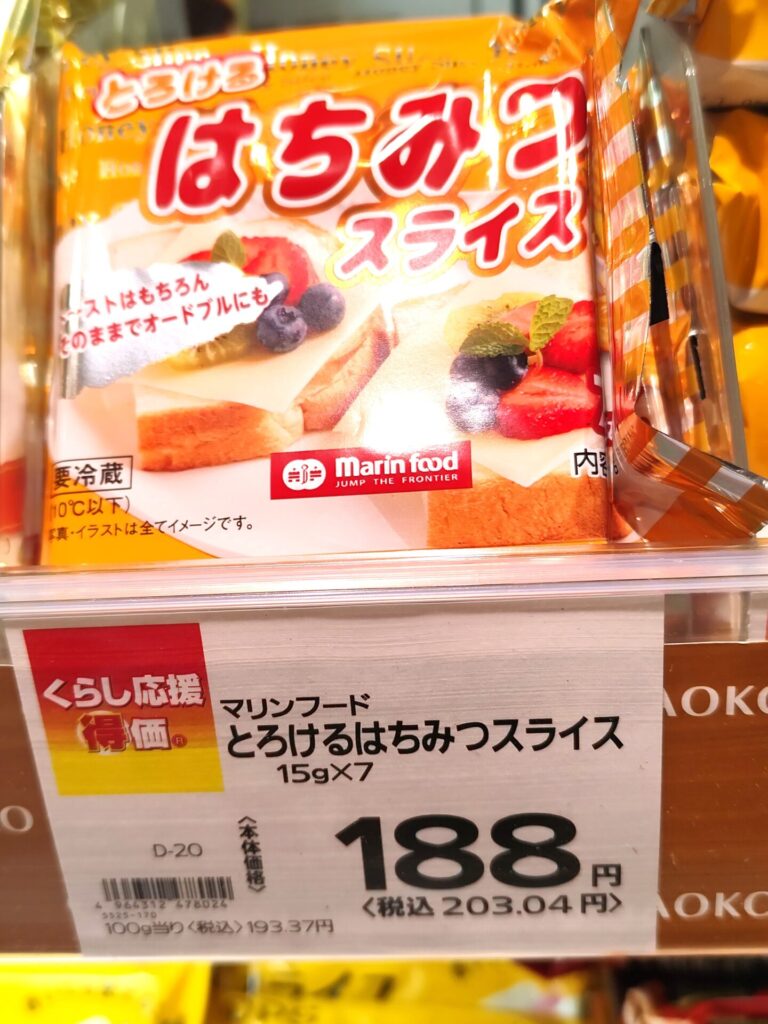 Honey
とろける
はちみつ
スライス
ーストはもちろん
そのままでオードブルにも
要冷蔵
(10℃以下)
写真・イラストは全てイメージです。
marin food
JUMP THE FRONTIER
内容
くらし応援
得価。
マリンフード
とろけるはちみつスライス
15g×7
D-20
〈本体価格〉
188円
〈税込 203.04円〉
4 964312 478024
5525-170
100g当り〈税込〉193.37円
AOKO
AOKO